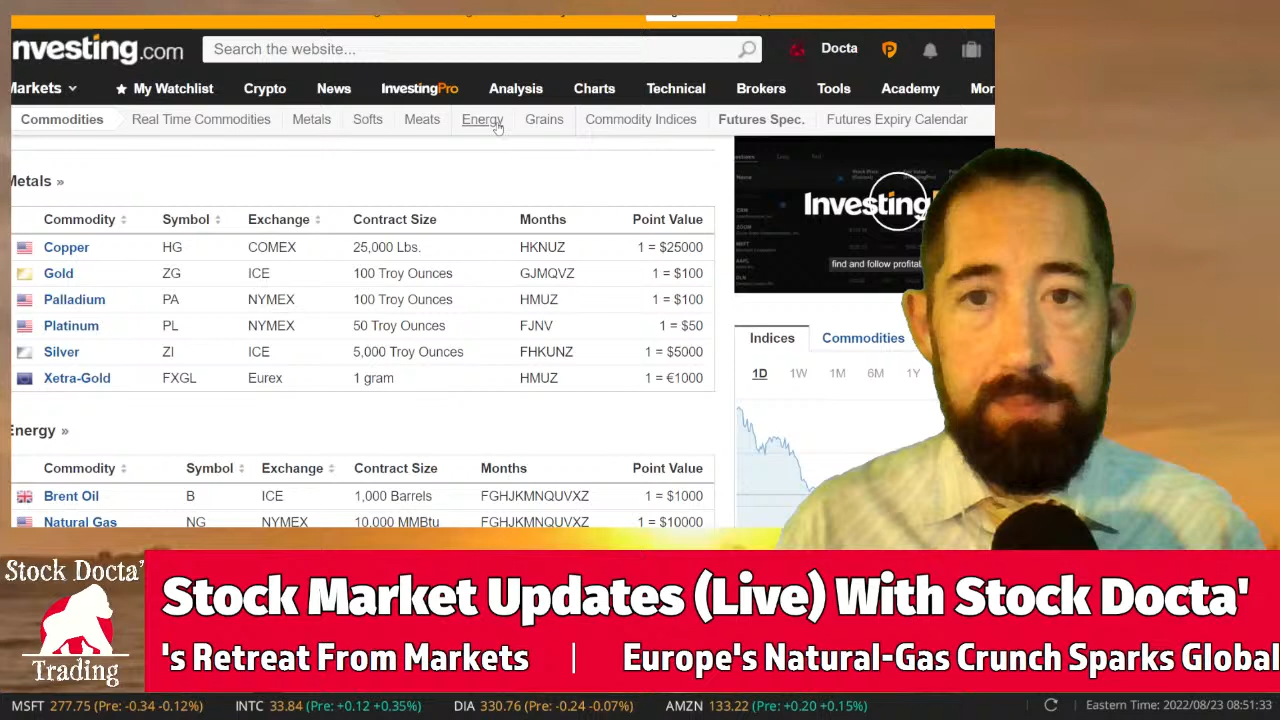 nvesting.com
Search the website...
Docta
arkets
My Watchlist
Crypto
News
InvestingPro
Analysis
Charts
Technical
Brokers
Tools
Academy
Mor
Commodities
Real Time Commodities
Metals
Softs
Meats
Energy
Grains
Commodity Indices
Futures Spec.
Futures Expiry Calendar
Metals »
Commodity Symbol Exchange Contract Size Months Point Value
Copper HG COMEX 25,000 Lbs. HKNUZ 1 = $25000
Gold ZG ICE 100 Troy Ounces GJMQVZ 1 = $100
Palladium PA NYMEX 100 Troy Ounces HMUZ 1 = $100
Platinum PL NYMEX 50 Troy Ounces FJNV 1 = $50
Silver ZI ICE 5,000 Troy Ounces FHKUNZ 1 = $5000
Xetra-Gold FXGL Eurex 1 gram HMUZ 1 = €1000
Energy »
Commodity Symbol Exchange Contract Size Months Point Value
Brent Oil B ICE 1,000 Barrels FGHJKMNQUVXZ 1 = $1000
Natural Gas NG NYMEX 10,000 MMBtu FGHJKMNQUVXZ 1 = $10000
Investing
find and follow profitabl
Indices
Commodities
1D 1W 1M 6M 1Y
Stock Docta'
Trading
Stock Market Updates (Live) With Stock Docta'
's Retreat From Markets | Europe's Natural-Gas Crunch Sparks Global
MSFT 277.75 (Pre: -0.34 -0.12%) INTC 33.84 (Pre: +0.12 +0.35%) DIA 330.76 (Pre: -0.24 -0.07%) AMZN 133.22 (Pre: +0.20 +0.15%) Eastern Time: 2022/08/23 08:51:33